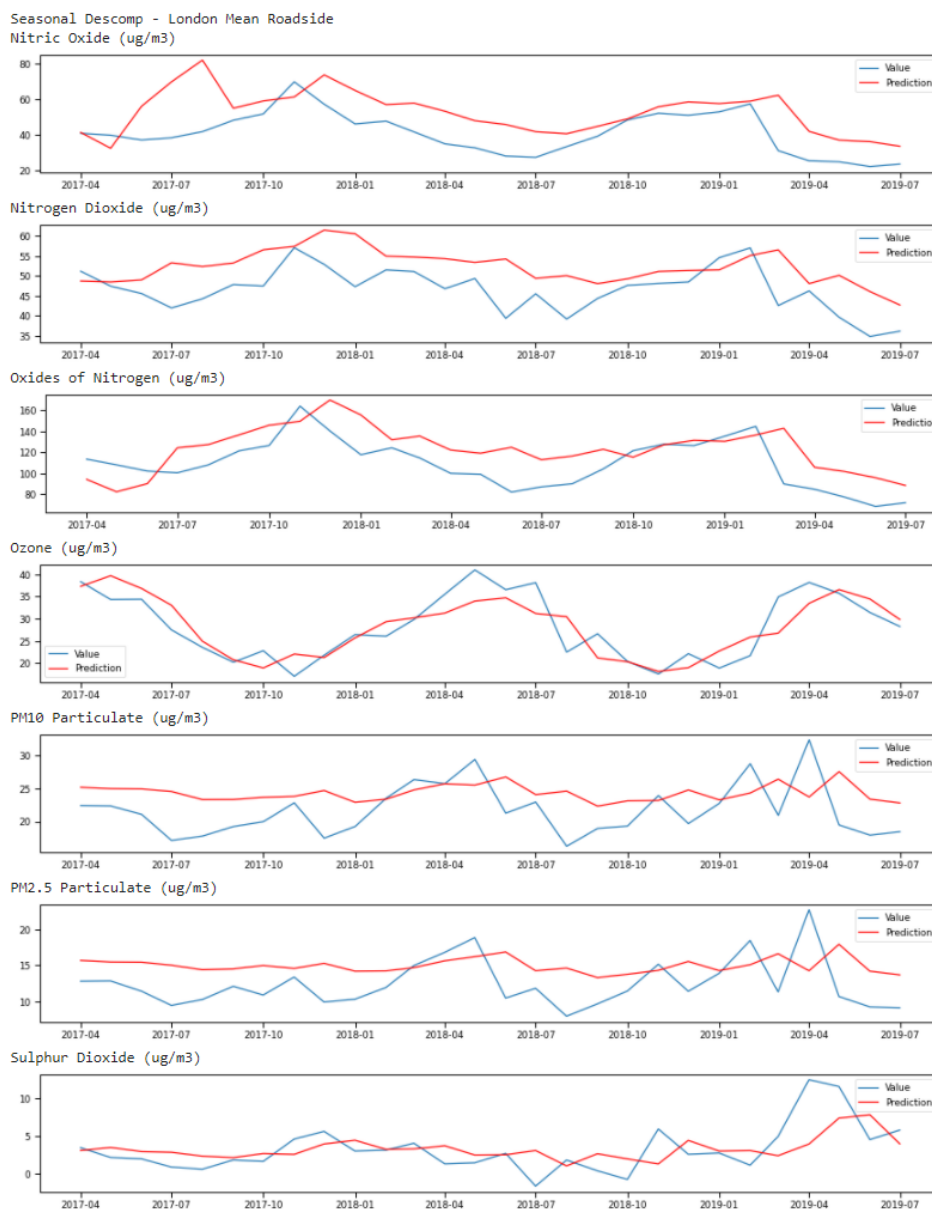 Seasonal Descomp - London Mean Roadside
Nitric Oxide (ug/m3)
80
60
40
20
Value
Prediction
2017-04 2017-07 2017-10 2018-01 2018-04 2018-07 2018-10 2019-01 2019-04 2019-07
Nitrogen Dioxide (ug/m3)
60
55
50
45
40
35
Value
Prediction
2017-04 2017-07 2017-10 2018-01 2018-04 2018-07 2018-10 2019-01 2019-04 2019-07
Oxides of Nitrogen (ug/m3)
160
140
120
100
80
Value
Prediction
2017-04 2017-07 2017-10 2018-01 2018-04 2018-07 2018-10 2019-01 2019-04 2019-07
Ozone (ug/m3)
40
35
30
25
20
Value
Prediction
2017-04 2017-07 2017-10 2018-01 2018-04 2018-07 2018-10 2019-01 2019-04 2019-07
PM10 Particulate (ug/m3)
30
25
20
Value
Prediction
2017-04 2017-07 2017-10 2018-01 2018-04 2018-07 2018-10 2019-01 2019-04 2019-07
PM2.5 Particulate (ug/m3)
20
15
10
Value
Prediction
2017-04 2017-07 2017-10 2018-01 2018-04 2018-07 2018-10 2019-01 2019-04 2019-07
Sulphur Dioxide (ug/m3)
10
5
0
Value
Prediction
2017-04 2017-07 2017-10 2018-01 2018-04 2018-07 2018-10 2019-01 2019-04 2019-07